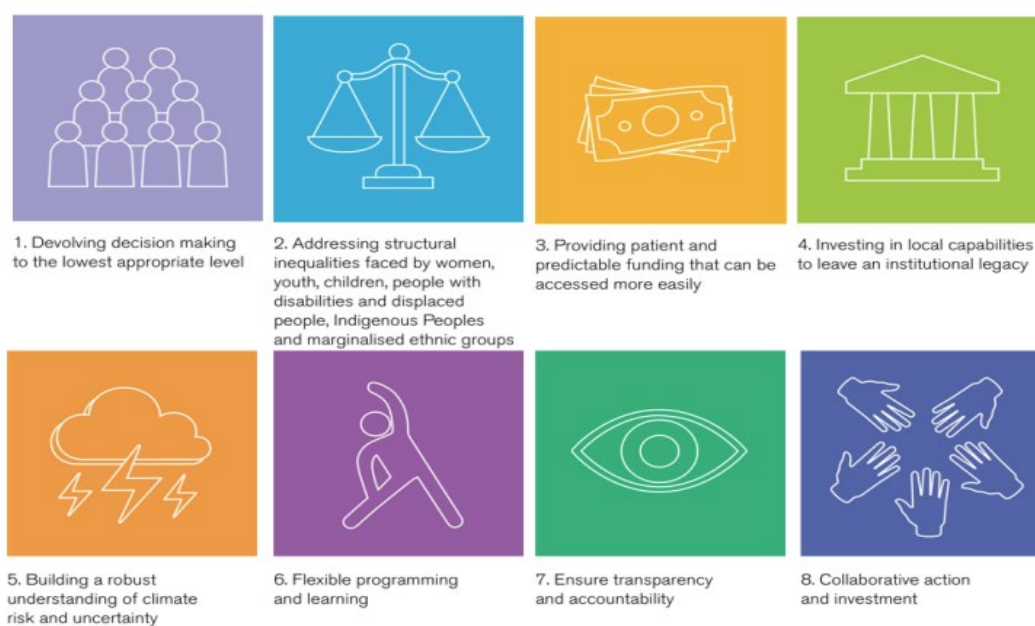 1. Devolving decision making
to the lowest appropriate level
2. Addressing structural
inequalities faced by women,
youth, children, people with
disabilities and displaced
people, Indigenous Peoples
and marginalised ethnic groups
3. Providing patient and
predictable funding that can be
accessed more easily
4. Investing in local capabilities
to leave an institutional legacy
5. Building a robust
understanding of climate
risk and uncertainty
6. Flexible programming
and learning
7. Ensure transparency
and accountability
8. Collaborative action
and investment